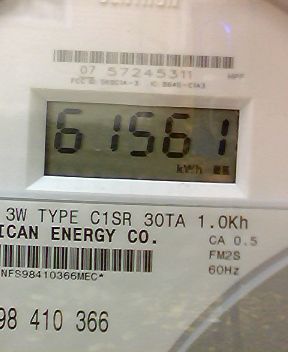 07 57245311
61561
kWh
3W TYPE C1SR 30TA 1.0Kh
ICAN ENERGY CO.
CA 0.5
FM2S
60Hz
NFS98410366MEC*
98 410 366